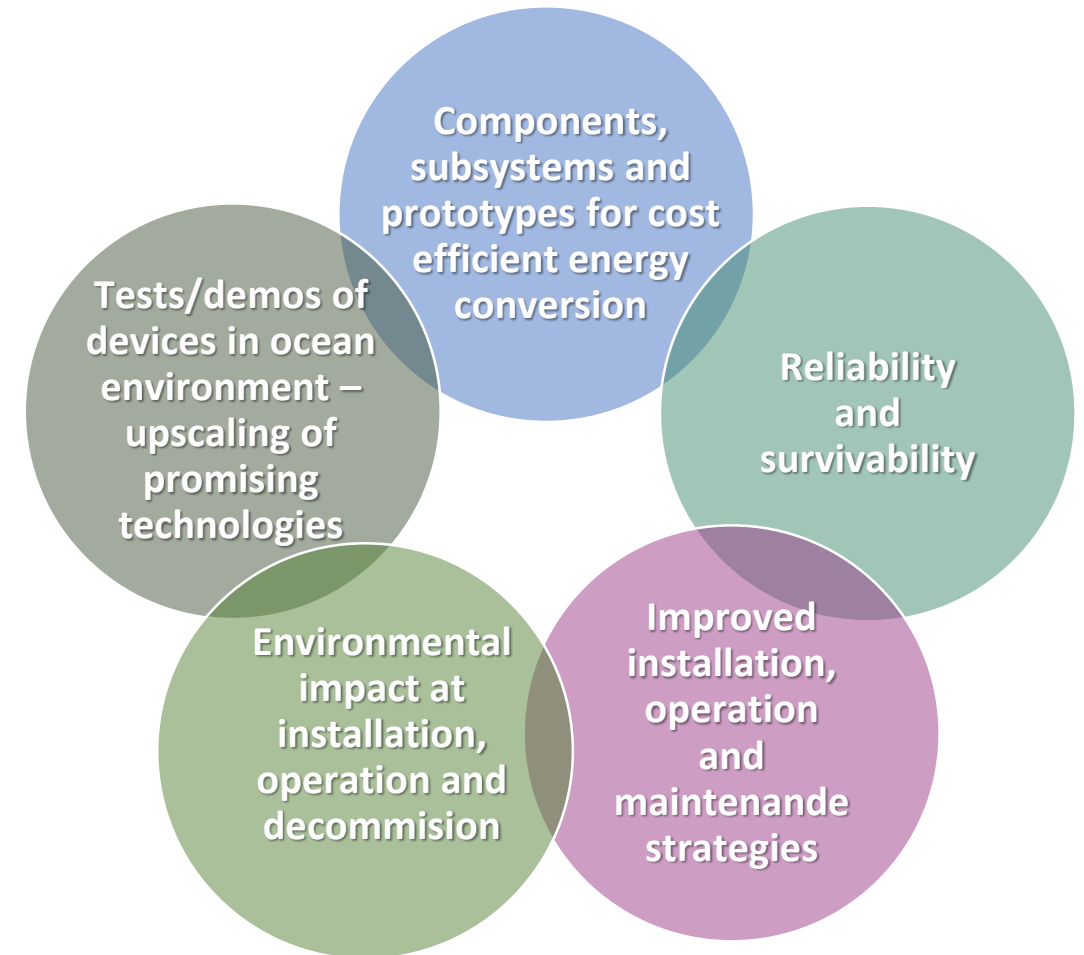 Components,
subsystems and
prototypes for cost
efficient energy
conversion
Tests/demos of
devices in ocean
environment –
upscaling of
promising
technologies
Reliability
and
survivability
Environmental
impact at
installation,
operation and
decommision
Improved
installation,
operation
and
maintenande
strategies